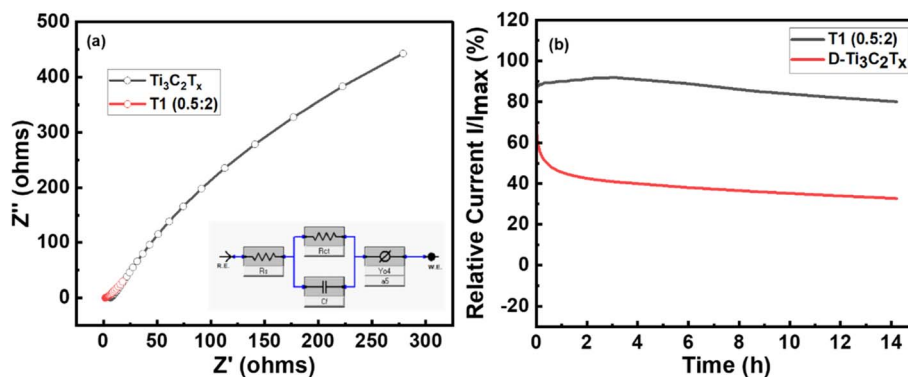 (a)
Z'' (ohms)
500
400
300
200
100
0
Ti₃C₂Tₓ
T1 (0.5:2)
R.E.
Rs
Rct
Cf
Yo4
a5
W.E.
0 50 100 150 200 250 300
Z' (ohms)
(b)
Relative Current I/Imax (%)
120
100
80
60
40
20
0
-20
T1 (0.5:2)
D-Ti₃C₂Tₓ
0 2 4 6 8 10 12 14
Time (h)